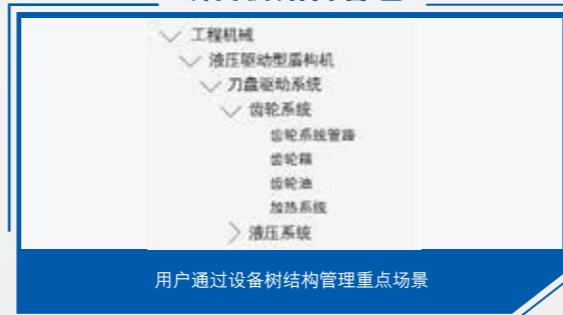 工程机械
液压驱动型盾构机
刀盘驱动系统
齿轮系统
齿轮系统管路
齿轮箱
齿轮油
加热系统
液压系统
用户通过设备树结构管理重点场景